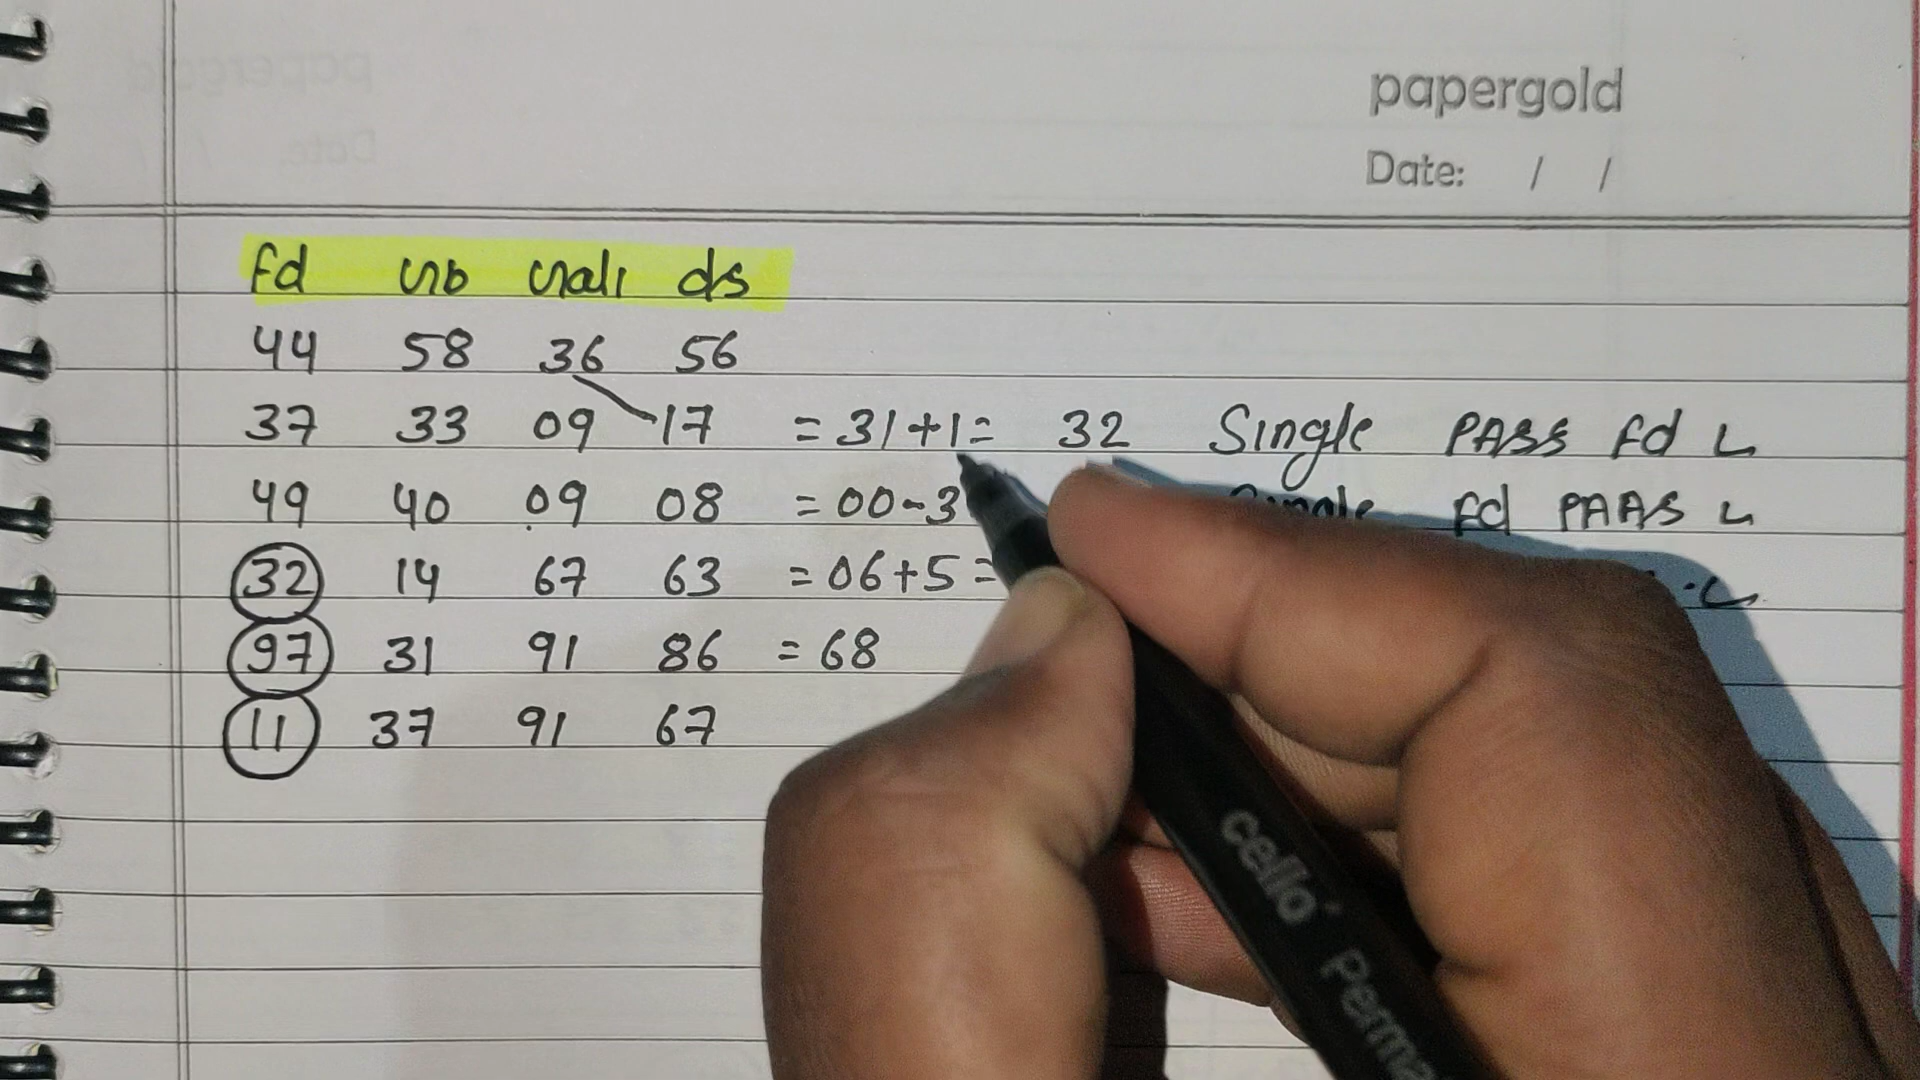 papergold
Date: / /
fd gb gali ds
44 58 36 56
37 33 09 17 = 31+1= 32 Single PASS fd
49 40 09 08 = 00-3 fd PAAS
32 14 67 63 = 06+5 =
97 31 91 86 = 68
11 37 91 67
cello